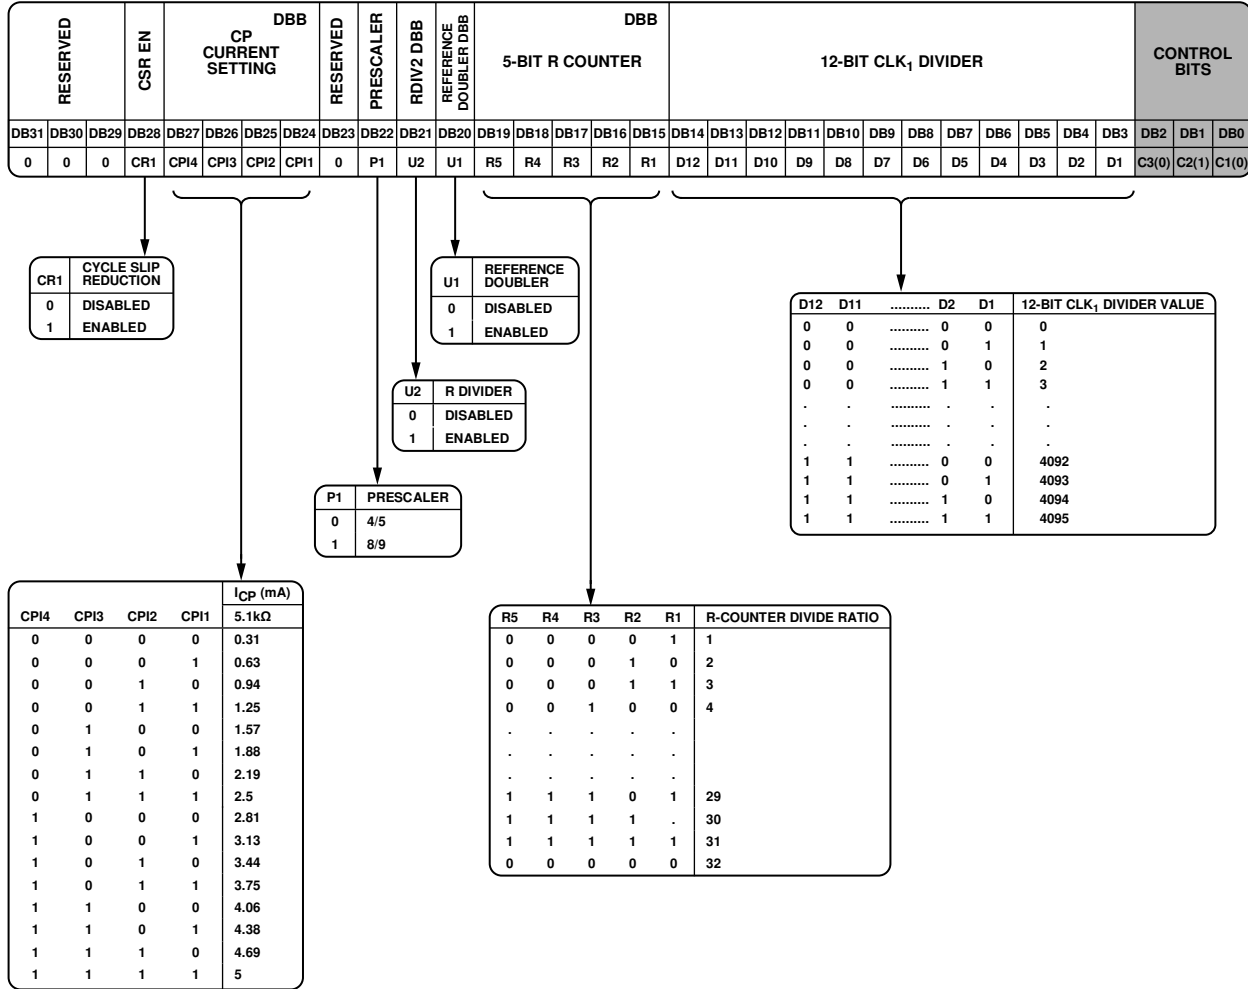 RESERVED
CSR EN
DBB
CP
CURRENT
SETTING
RESERVED
PRESCALER
RDIV2 DBB
REFERENCE
DOUBLER DBB
DBB
5-BIT R COUNTER
12-BIT CLK1 DIVIDER
CONTROL
BITS
DB31 DB30 DB29 DB28 DB27 DB26 DB25 DB24 DB23 DB22 DB21 DB20 DB19 DB18 DB17 DB16 DB15 DB14 DB13 DB12 DB11 DB10 DB9 DB8 DB7 DB6 DB5 DB4 DB3 DB2 DB1 DB0
0 0 0 CR1 CPI4 CPI3 CPI2 CPI1 0 P1 U2 U1 R5 R4 R3 R2 R1 D12 D11 D10 D9 D8 D7 D6 D5 D4 D3 D2 D1 C3(0) C2(1) C1(0)
CR1 CYCLE SLIP
REDUCTION
0 DISABLED
1 ENABLED
U1 REFERENCE
DOUBLER
0 DISABLED
1 ENABLED
U2 R DIVIDER
0 DISABLED
1 ENABLED
P1 PRESCALER
0 4/5
1 8/9
D12 D11 .......... D2 D1 12-BIT CLK1 DIVIDER VALUE
0 0 .......... 0 0 0
0 0 .......... 0 1 1
0 0 .......... 1 0 2
0 0 .......... 1 1 3
. . .......... . . .
. . .......... . . .
. . .......... . . .
1 1 .......... 0 0 4092
1 1 .......... 0 1 4093
1 1 .......... 1 0 4094
1 1 .......... 1 1 4095
ICP (mA)
CPI4 CPI3 CPI2 CPI1 5.1kΩ
0 0 0 0 0.31
0 0 0 1 0.63
0 0 1 0 0.94
0 0 1 1 1.25
0 1 0 0 1.57
0 1 0 1 1.88
0 1 1 0 2.19
0 1 1 1 2.5
1 0 0 0 2.81
1 0 0 1 3.13
1 0 1 0 3.44
1 0 1 1 3.75
1 1 0 0 4.06
1 1 0 1 4.38
1 1 1 0 4.69
1 1 1 1 5
R5 R4 R3 R2 R1 R-COUNTER DIVIDE RATIO
0 0 0 0 1 1
0 0 0 1 0 2
0 0 0 1 1 3
0 0 1 0 0 4
. . . . .
. . . . .
. . . . .
1 1 1 0 1 29
1 1 1 1 . 30
1 1 1 1 1 31
0 0 0 0 0 32